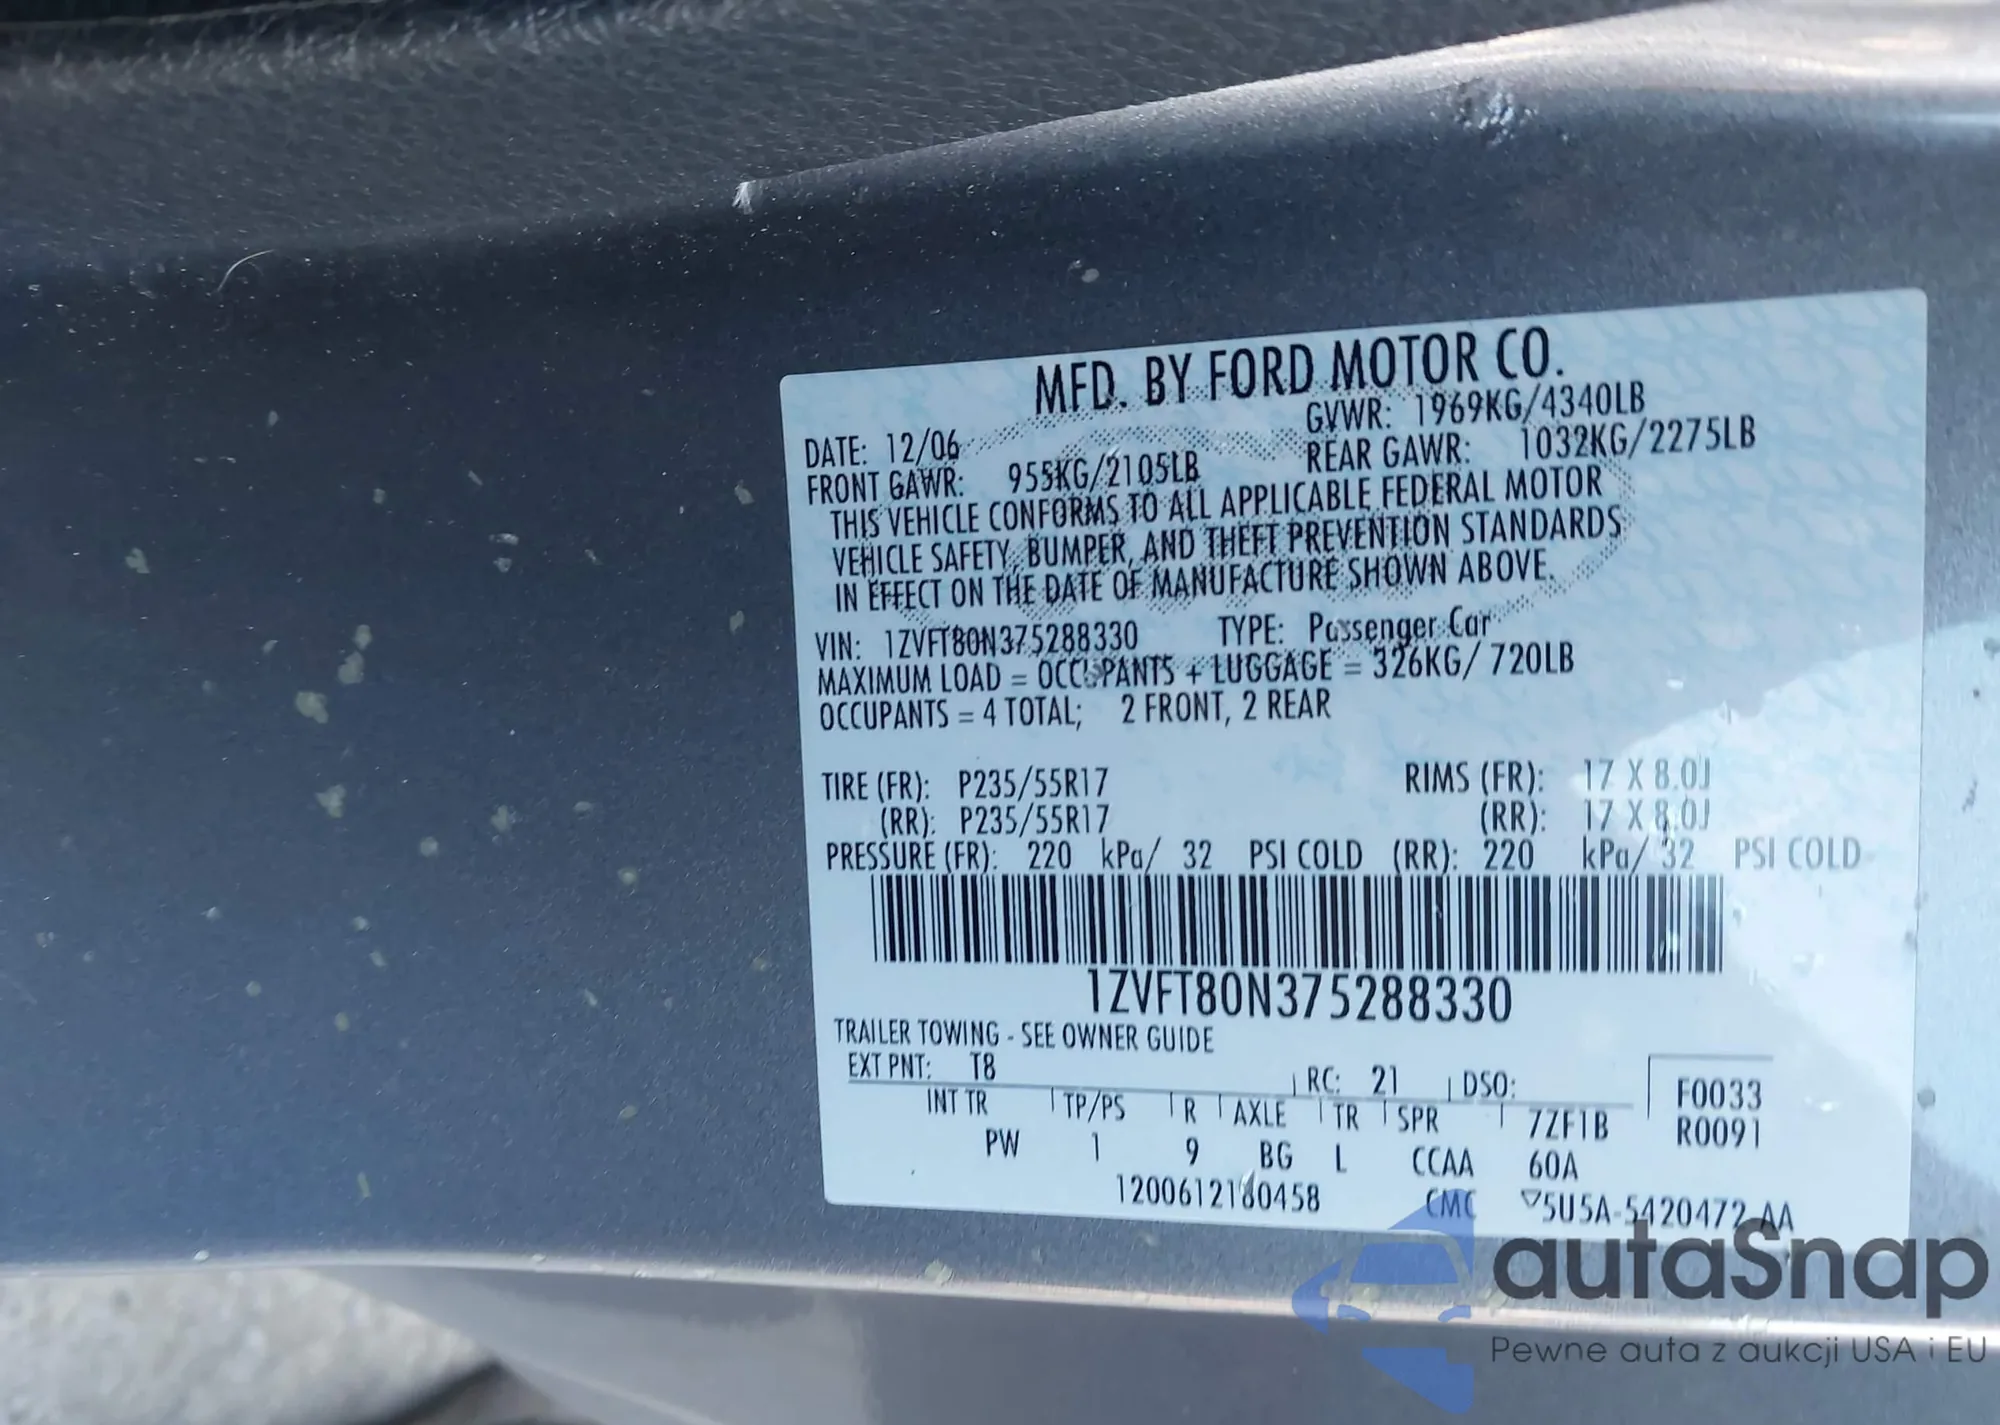 MFD. BY FORD MOTOR CO.
DATE: 12/06 GVWR: 1969KG/4340LB
FRONT GAWR: 955KG/2105LB REAR GAWR: 1032KG/2275LB
THIS VEHICLE CONFORMS TO ALL APPLICABLE FEDERAL MOTOR
VEHICLE SAFETY, BUMPER, AND THEFT PREVENTION STANDARDS
IN EFFECT ON THE DATE OF MANUFACTURE SHOWN ABOVE.
VIN: 1ZVFT80N375288330 TYPE: Passenger Car
MAXIMUM LOAD = OCCUPANTS + LUGGAGE = 326KG/ 720LB
OCCUPANTS = 4 TOTAL; 2 FRONT, 2 REAR
TIRE (FR): P235/55R17 RIMS (FR): 17 X 8.0J
(RR): P235/55R17 (RR): 17 X 8.0J
PRESSURE (FR): 220 kPa/ 32 PSI COLD (RR): 220 kPa/ 32 PSI COLD
1ZVFT80N375288330
TRAILER TOWING - SEE OWNER GUIDE
EXT PNT: T8 RC: 21 DSO: F0033
INT TR TP/PS R AXLE TR SPR 7ZF1B R0091
PW 1 9 BG L CCAA 60A
1200612180458 CMC ▽5U5A-5420472-AA
autaSnap
Pewne auta z aukcji USA i EU